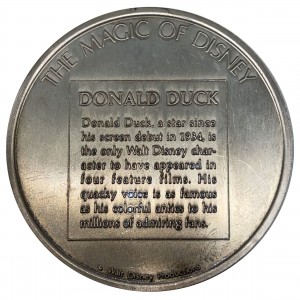 THE MAGIC OF DISNEY
DONALD DUCK
Donald Duck, a star since
his screen debut in 1934, is
the only Walt Disney char-
acter to have appeared in
four feature films. His
quacky voice is as famous
as his colorful antics to his
millions of admiring fans.
© Walt Disney Productions